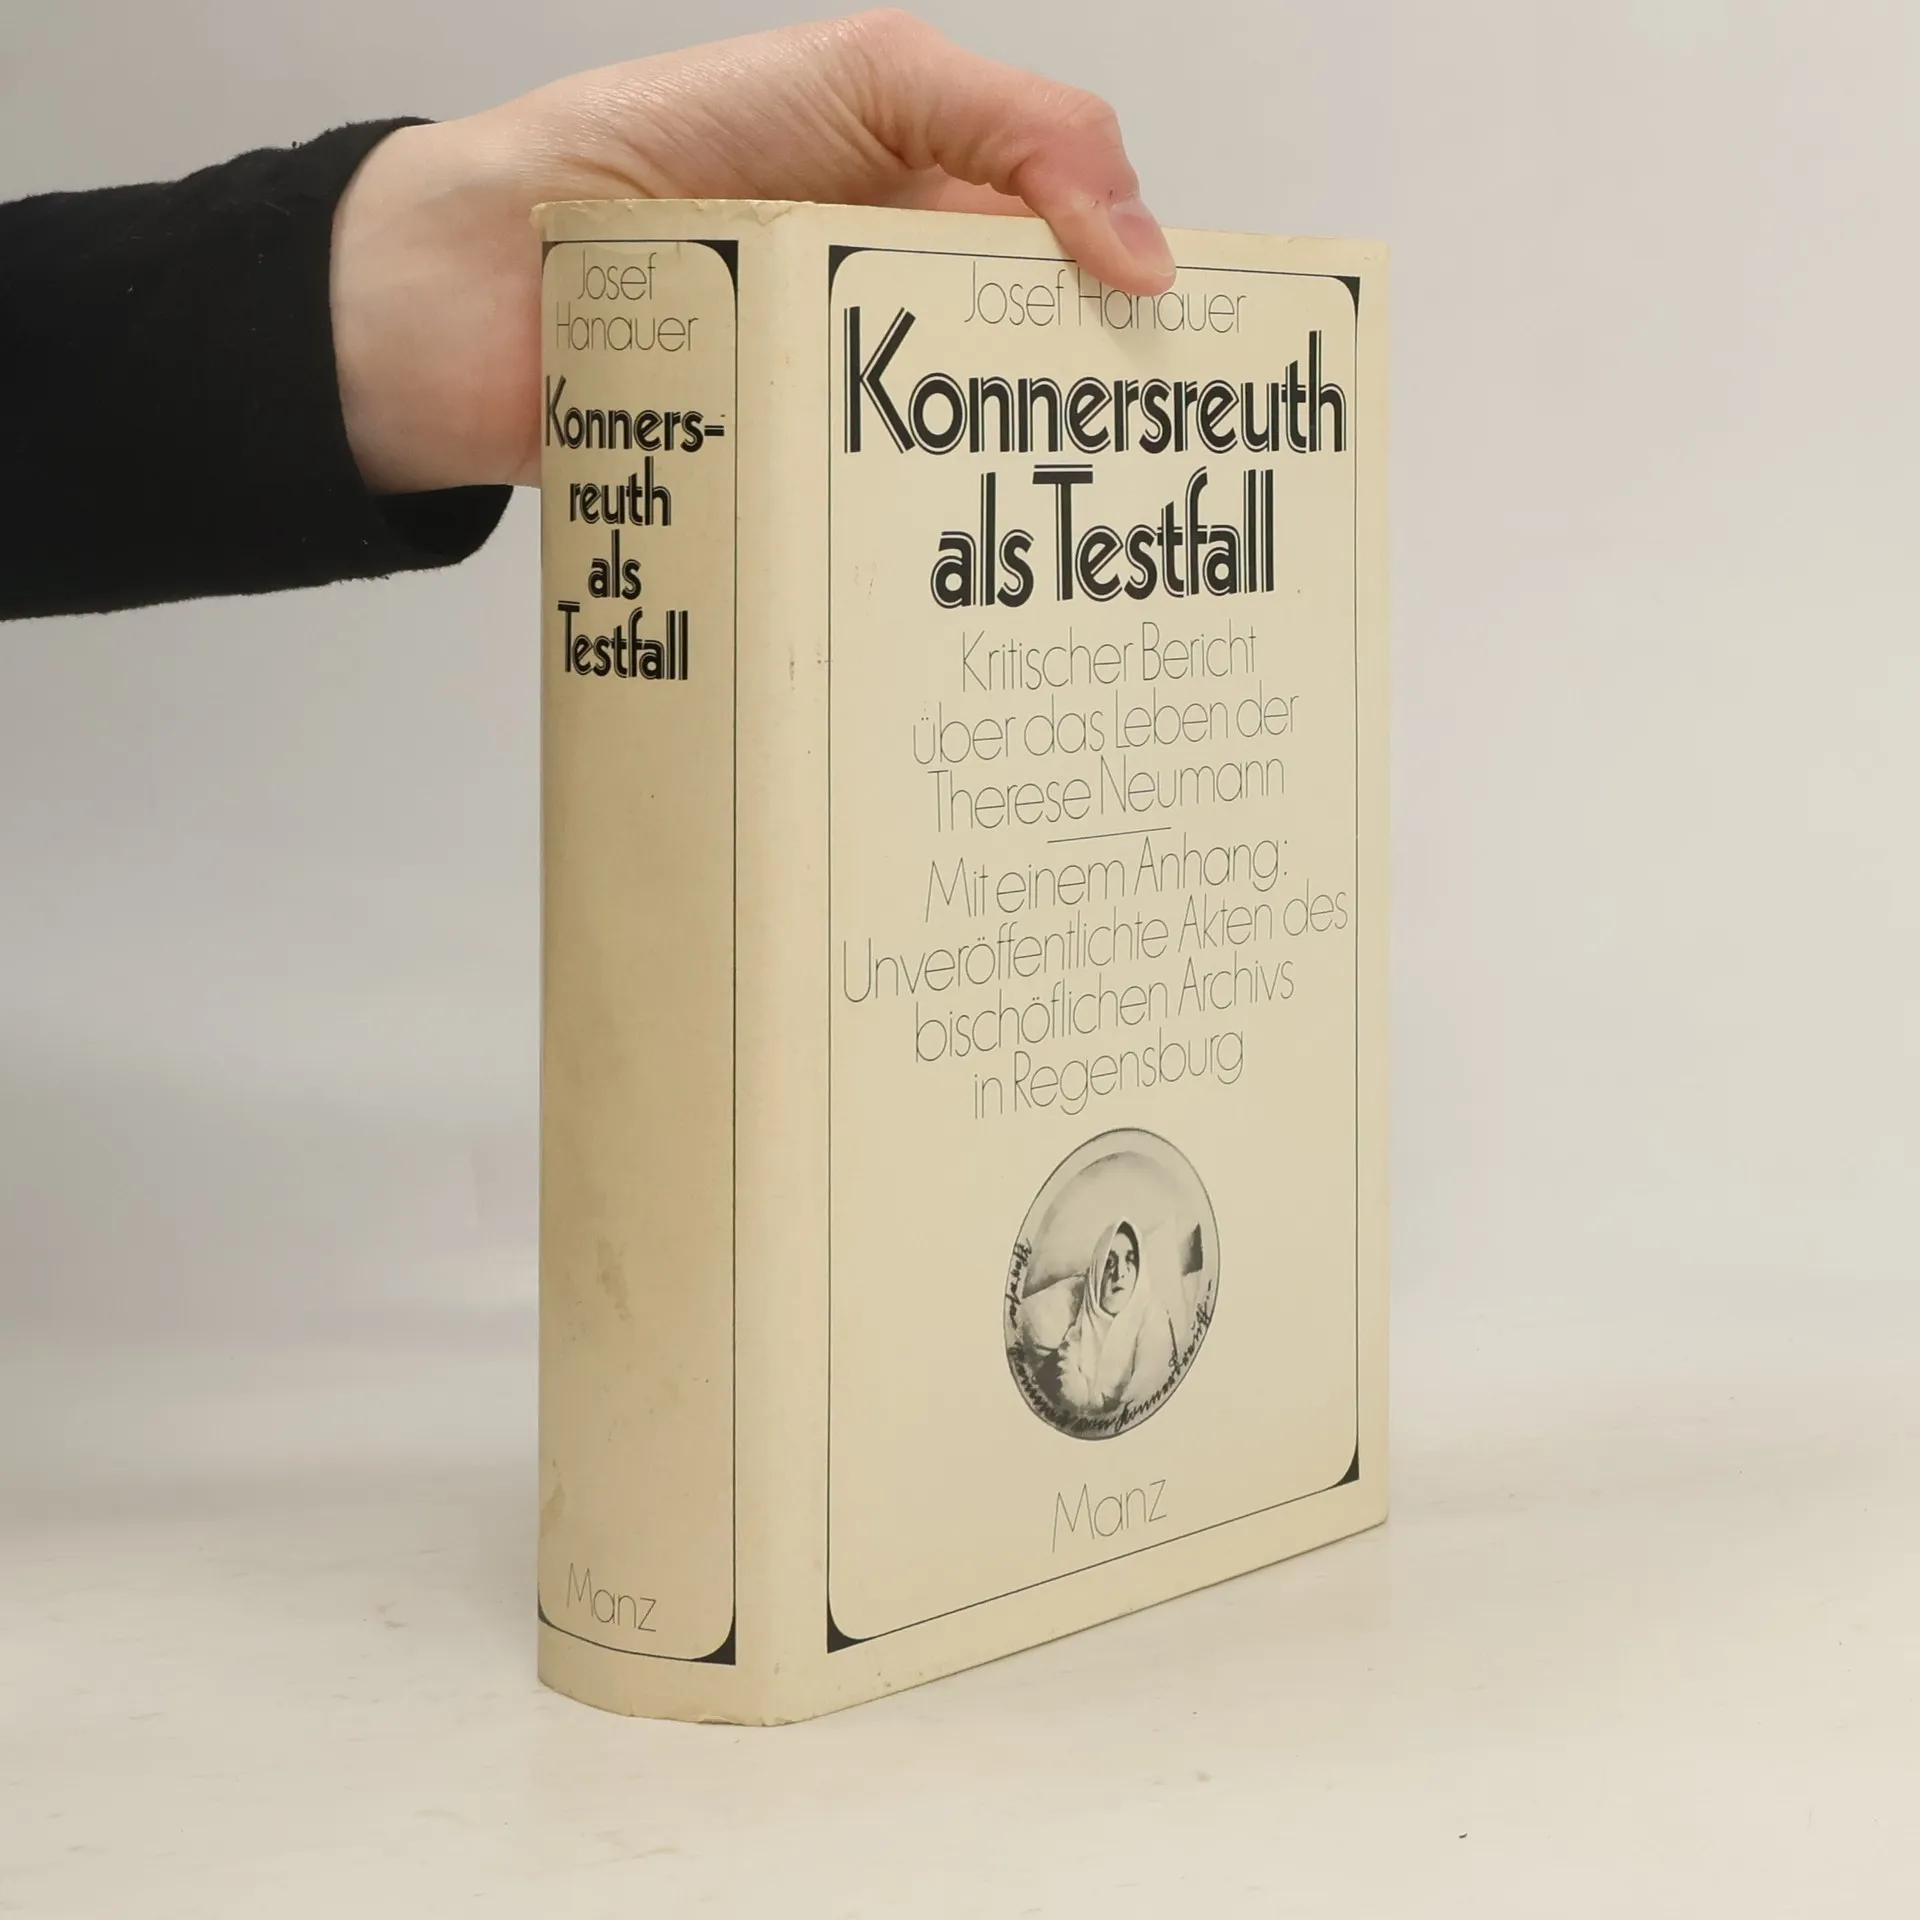 Josef
Hanauer
Konners-
reuth
als
Testfall
Manz
Josef Hanauer
Konnersreuth
als Testfall
Kritischer Bericht
über das Leben der
Therese Neumann
Mit einem Anhang:
Unveröffentlichte Akten des
bischöflichen Archivs
in Regensburg
Manz